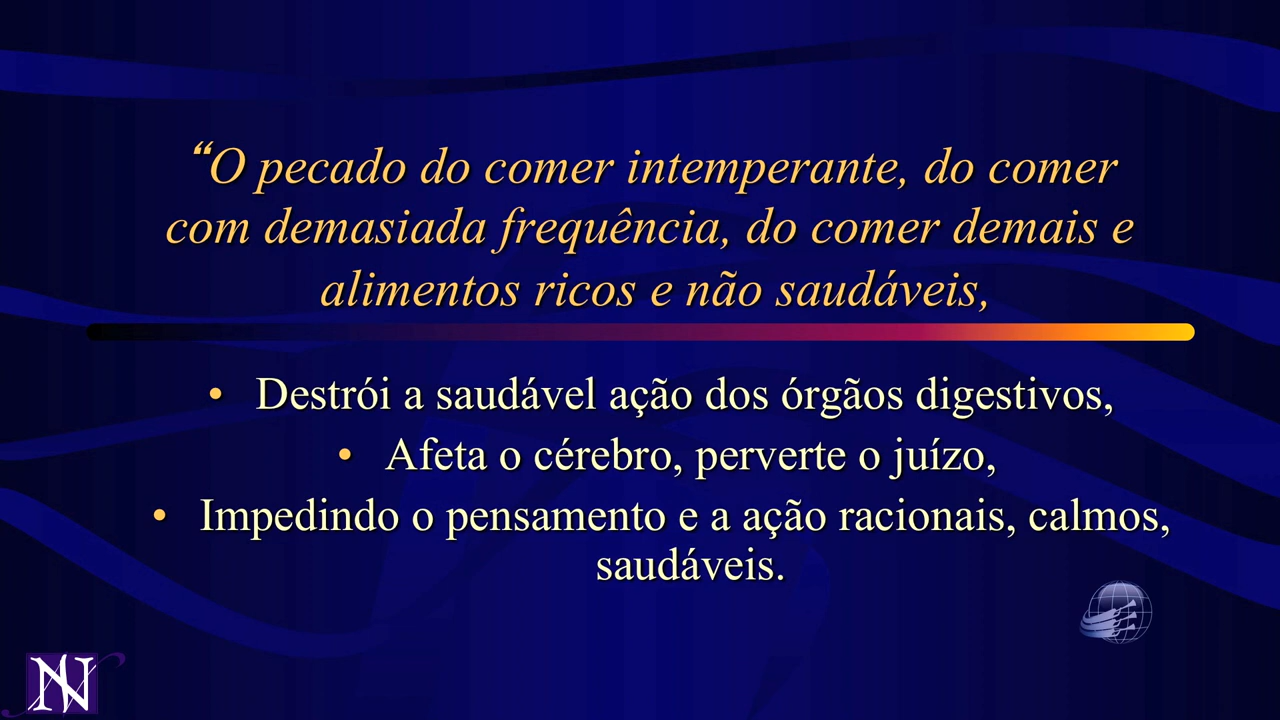 “O pecado do comer intemperante, do comer
com demasiada frequência, do comer demais e
alimentos ricos e não saudáveis,
• Destrói a saudável ação dos órgãos digestivos,
• Afeta o cérebro, perverte o juízo,
• Impedindo o pensamento e a ação racionais, calmos,
saudáveis.
N